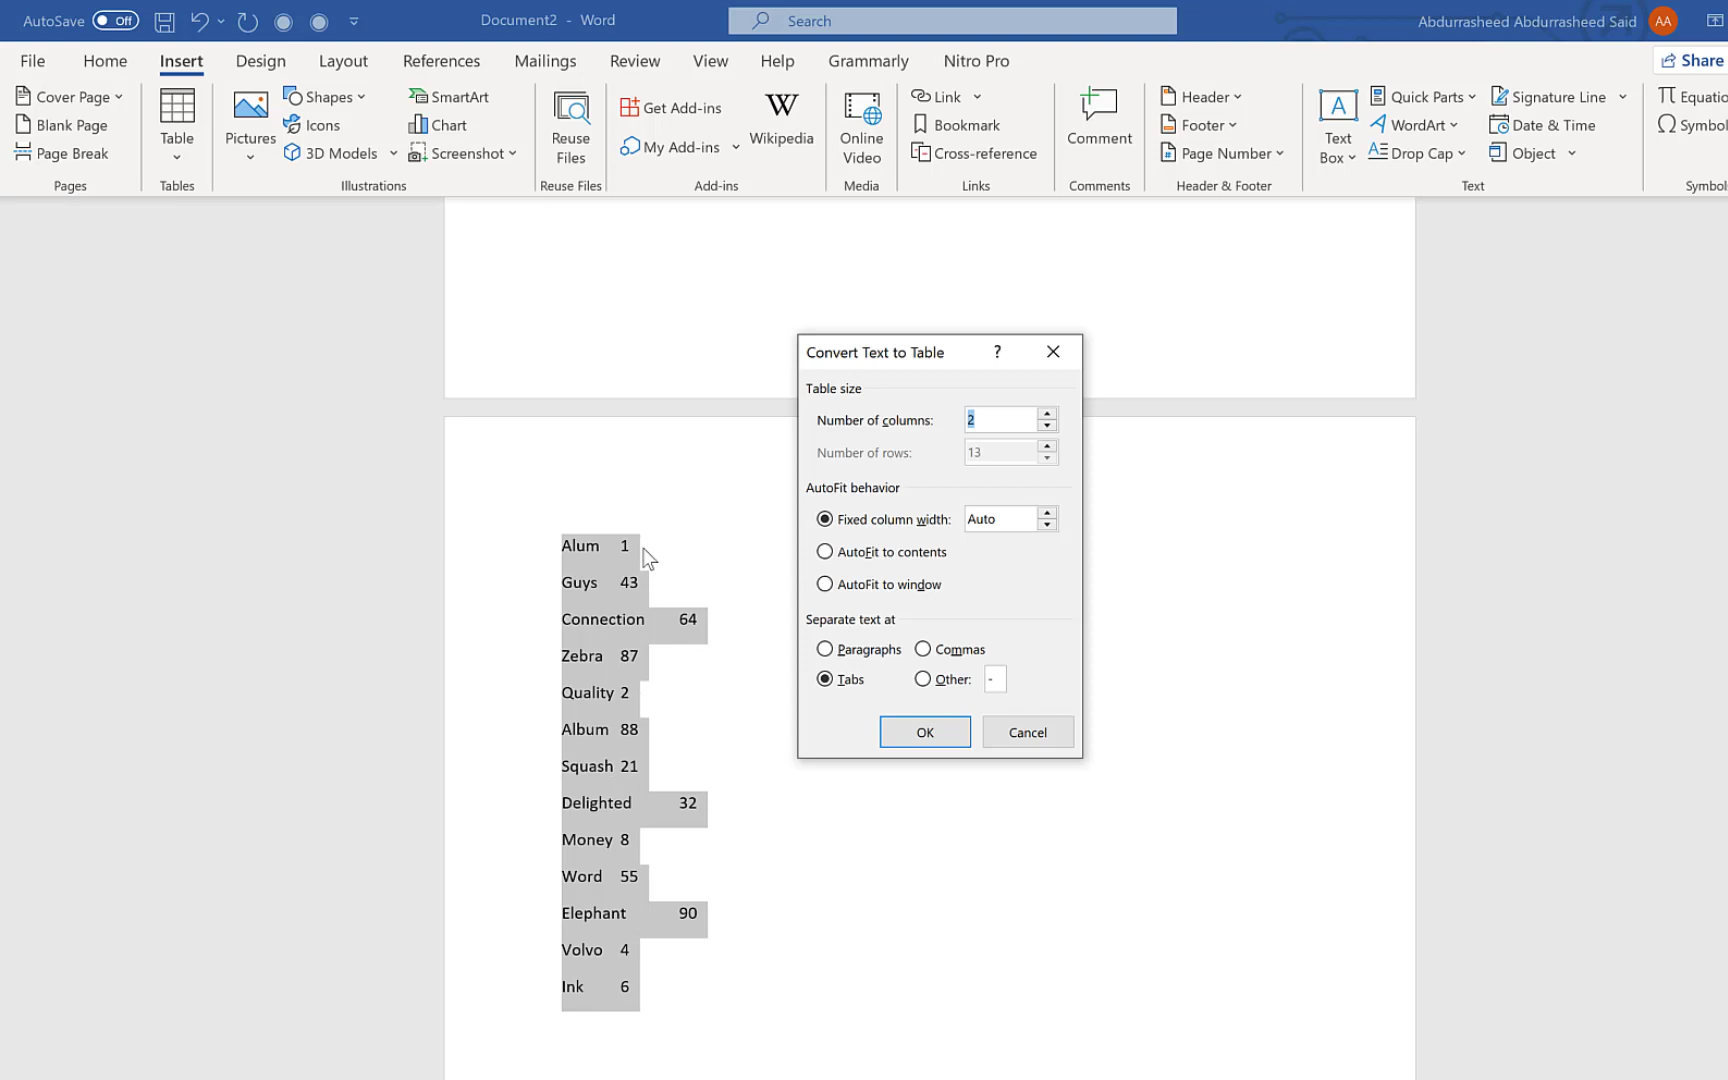 AutoSave Off Document2 - Word Search Abdurrasheed Abdurrasheed Said AA
File Home Insert Design Layout References Mailings Review View Help Grammarly Nitro Pro Share
Cover Page
Blank Page
Page Break
Pages
Table
Tables
Pictures
Shapes
Icons
3D Models
SmartArt
Chart
Screenshot
Illustrations
Reuse
Files
Reuse Files
Get Add-ins
My Add-ins
W
Wikipedia
Add-ins
Online
Video
Media
Link
Bookmark
Cross-reference
Links
Comment
Comments
Header
Footer
Page Number
Header & Footer
A
Text
Box
Quick Parts
WordArt
Drop Cap
Signature Line
Date & Time
Object
Text
π Equatio
Ω Symbol
Symbol
Convert Text to Table ?
Table size
Number of columns: 2
Number of rows: 13
AutoFit behavior
Fixed column width: Auto
AutoFit to contents
AutoFit to window
Separate text at
Paragraphs Commas
Tabs Other: -
OK Cancel
Alum 1
Guys 43
Connection 64
Zebra 87
Quality 2
Album 88
Squash 21
Delighted 32
Money 8
Word 55
Elephant 90
Volvo 4
Ink 6